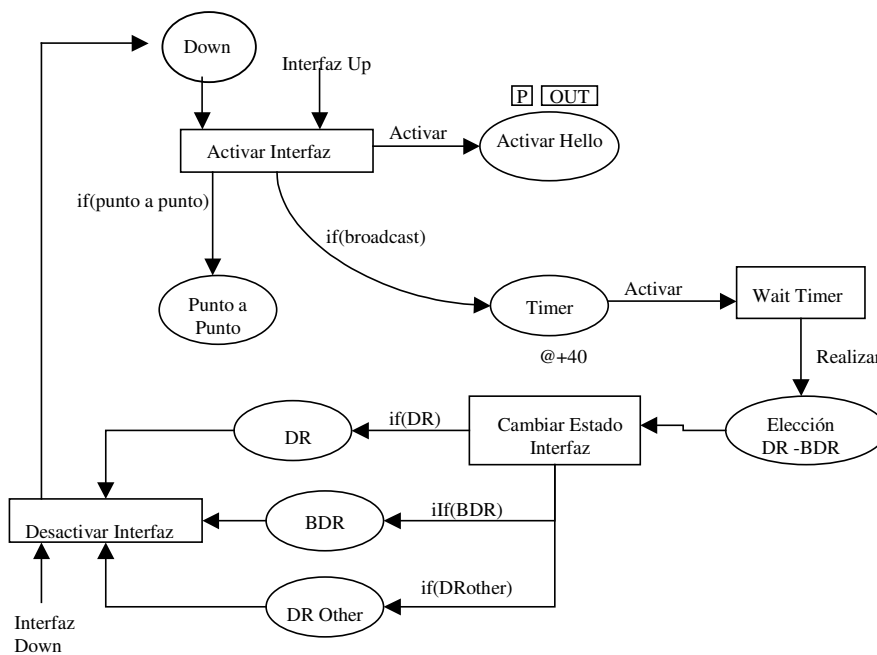 Down
Interfaz Up
P OUT
Activar Interfaz
Activar
Activar Hello
if(punto a punto)
if(broadcast)
Punto a
Punto
Timer
@+40
Activar
Wait Timer
Realizar
Elección
DR -BDR
Cambiar Estado
Interfaz
if(DR)
DR
iIf(BDR)
BDR
if(DRother)
DR Other
Desactivar Interfaz
Interfaz
Down